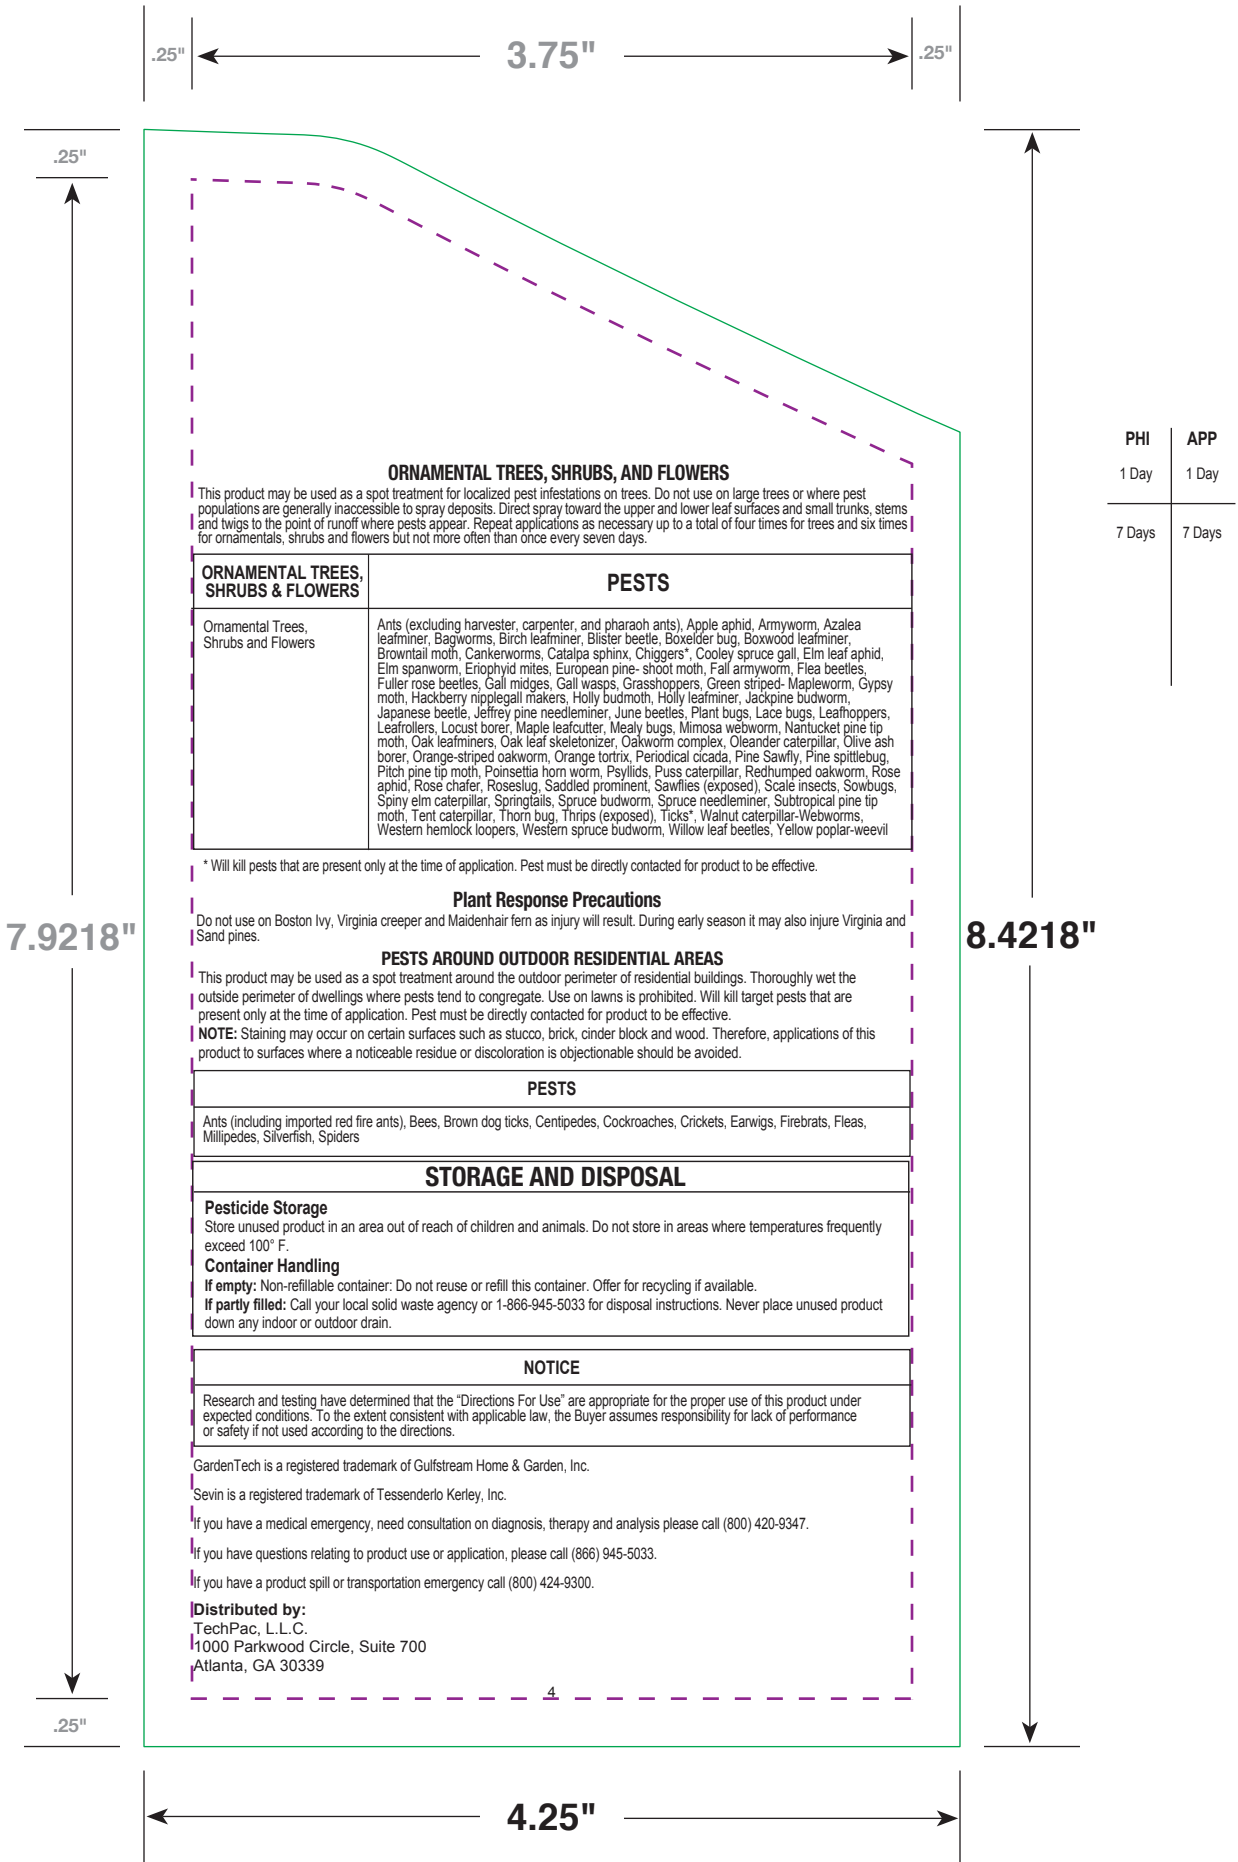 .25"
3.75"
.25"
.25"
PHI
APP
1 Day
1 Day
7 Days
7 Days
ORNAMENTAL TREES, SHRUBS, AND FLOWERS
This product may be used as a spot treatment for localized pest infestations on trees. Do not use on large trees or where pest
populations are generally inaccessible to spray deposits. Direct spray toward the upper and lower leaf surfaces and small trunks, stems
and twigs to the point of runoff where pests appear. Repeat applications as necessary up to a total of four times for trees and six times
for ornamentals, shrubs and flowers but not more often than once every seven days.
ORNAMENTAL TREES,
SHRUBS & FLOWERS
PESTS
Ornamental Trees,
Shrubs and Flowers
Ants (excluding harvester, carpenter, and pharaoh ants), Apple aphid, Armyworm, Azalea
leafminer, Bagworms, Birch leafminer, Blister beetle, Boxelder bug, Boxwood leafminer,
Browntail moth, Cankerworms, Catalpa sphinx, Chiggers*, Cooley spruce gall, Elm leaf aphid,
Elm spanworm, Eriophyid mites, European pine- shoot moth, Fall armyworm, Flea beetles,
Fuller rose beetles, Gall midges, Gall wasps, Grasshoppers, Green striped- Mapleworm, Gypsy
moth, Hackberry nipplegall makers, Holly budmoth, Holly leafminer, Jackpine budworm,
Japanese beetle, Jeffrey pine needleminer, June beetles, Plant bugs, Lace bugs, Leafhoppers,
Leafrollers, Locust borer, Maple leafcutter, Mealy bugs, Mimosa webworm, Nantucket pine tip
moth, Oak leafminers, Oak leaf skeletonizer, Oakworm complex, Oleander caterpillar, Olive ash
borer, Orange-striped oakworm, Orange tortrix, Periodical cicada, Pine Sawfly, Pine spittlebug,
Pitch pine tip moth, Poinsettia horn worm, Psyllids, Puss caterpillar, Redhumped oakworm, Rose
aphid, Rose chafer, Roseslug, Saddled prominent, Sawflies (exposed), Scale insects, Sowbugs,
Spiny elm caterpillar, Springtails, Spruce budworm, Spruce needleminer, Subtropical pine tip
moth, Tent caterpillar, Thorn bug, Thrips (exposed), Ticks*, Walnut caterpillar-Webworms,
Western hemlock loopers, Western spruce budworm, Willow leaf beetles, Yellow poplar-weevil
* Will kill pests that are present only at the time of application. Pest must be directly contacted for product to be effective.
Plant Response Precautions
Do not use on Boston Ivy, Virginia creeper and Maidenhair fern as injury will result. During early season it may also injure Virginia and
Sand pines.
7.9218"
8.4218"
PESTS AROUND OUTDOOR RESIDENTIAL AREAS
This product may be used as a spot treatment around the outdoor perimeter of residential buildings. Thoroughly wet the
outside perimeter of dwellings where pests tend to congregate. Use on lawns is prohibited. Will kill target pests that are
present only at the time of application. Pest must be directly contacted for product to be effective.
NOTE: Staining may occur on certain surfaces such as stucco, brick, cinder block and wood. Therefore, applications of this
product to surfaces where a noticeable residue or discoloration is objectionable should be avoided.
PESTS
Ants (including imported red fire ants), Bees, Brown dog ticks, Centipedes, Cockroaches, Crickets, Earwigs, Firebrats, Fleas,
Millipedes, Silverfish, Spiders
STORAGE AND DISPOSAL
Pesticide Storage
Store unused product in an area out of reach of children and animals. Do not store in areas where temperatures frequently
exceed 100° F.
Container Handling
If empty: Non-refillable container: Do not reuse or refill this container. Offer for recycling if available.
If partly filled: Call your local solid waste agency or 1-866-945-5033 for disposal instructions. Never place unused product
down any indoor or outdoor drain.
NOTICE
Research and testing have determined that the “Directions For Use” are appropriate for the proper use of this product under
expected conditions. To the extent consistent with applicable law, the Buyer assumes responsibility for lack of performance
or safety if not used according to the directions.
GardenTech is a registered trademark of Gulfstream Home & Garden, Inc.
Sevin is a registered trademark of Tessenderlo Kerley, Inc.
If you have a medical emergency, need consultation on diagnosis, therapy and analysis please call (800) 420-9347.
If you have questions relating to product use or application, please call (866) 945-5033.
If you have a product spill or transportation emergency call (800) 424-9300.
Distributed by:
TechPac, L.L.C.
1000 Parkwood Circle, Suite 700
Atlanta, GA 30339
4
.25"
4.25"